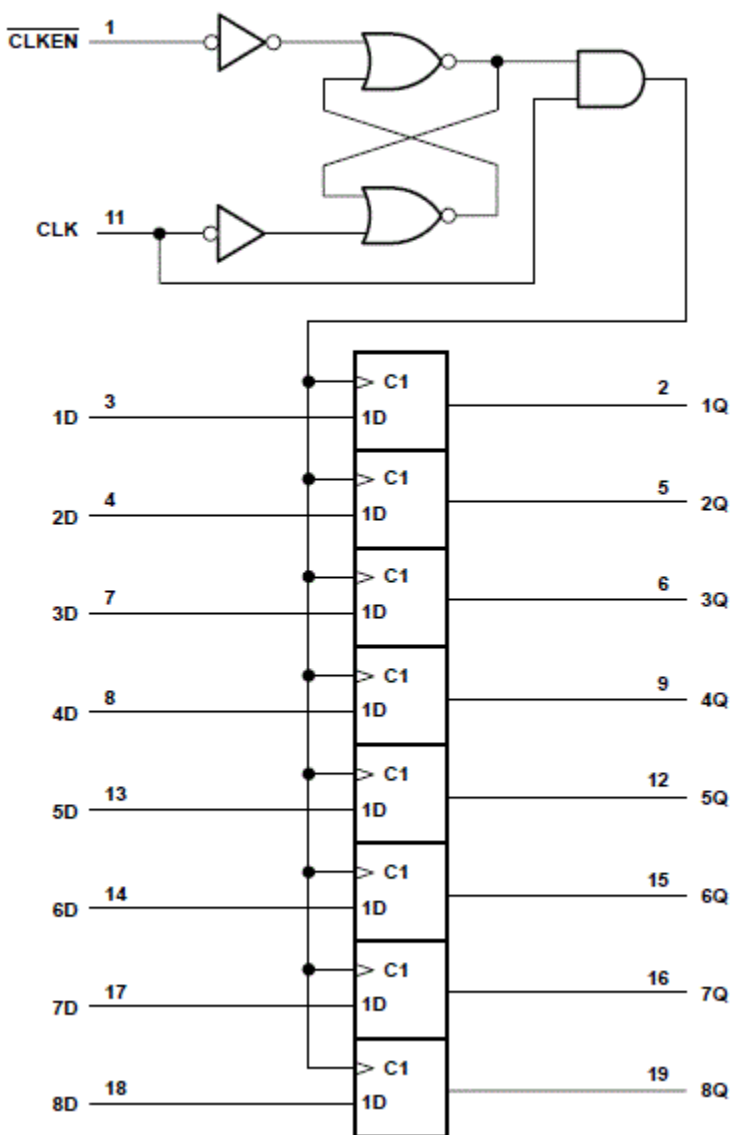 CLKEN 1
CLK 11
C1
1D 3 1D 2 1Q
C1
2D 4 1D 5 2Q
C1
3D 7 1D 6 3Q
C1
4D 8 1D 9 4Q
C1
5D 13 1D 12 5Q
C1
6D 14 1D 15 6Q
C1
7D 17 1D 16 7Q
C1
8D 18 1D 19 8Q